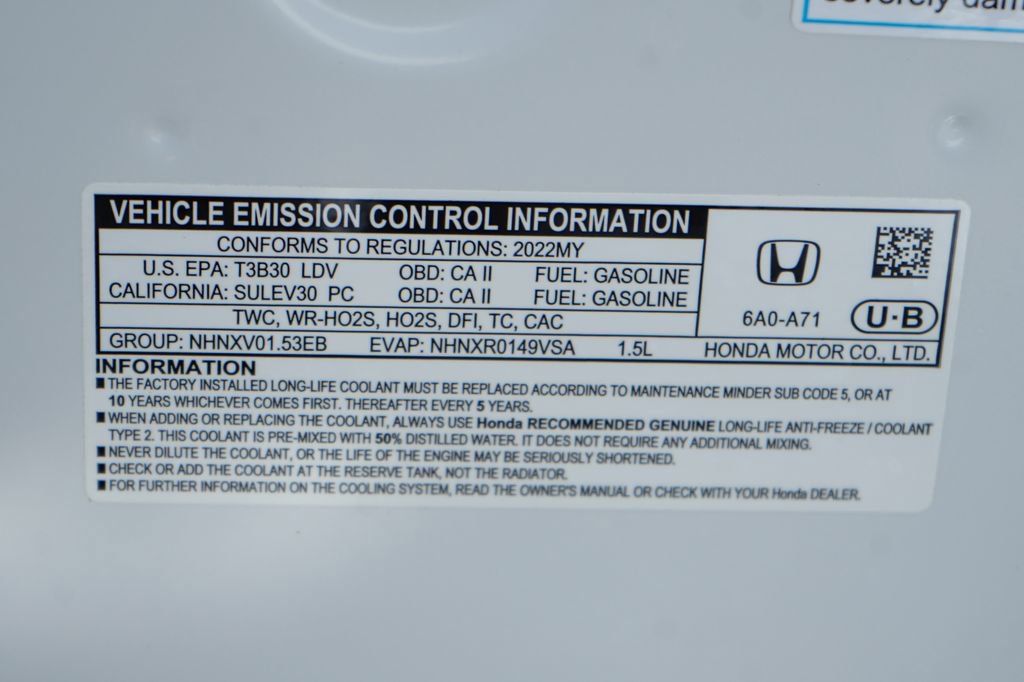 VEHICLE EMISSION CONTROL INFORMATION
CONFORMS TO REGULATIONS: 2022MY
U.S. EPA: T3B30 LDV OBD: CA II FUEL: GASOLINE
CALIFORNIA: SULEV30 PC OBD: CA II FUEL: GASOLINE
TWC, WR-HO2S, HO2S, DFI, TC, CAC
6A0-A71 U·B
GROUP: NHNXV01.53EB EVAP: NHNXR0149VSA 1.5L HONDA MOTOR CO., LTD.
INFORMATION
■ THE FACTORY INSTALLED LONG-LIFE COOLANT MUST BE REPLACED ACCORDING TO MAINTENANCE MINDER SUB CODE 5, OR AT
10 YEARS WHICHEVER COMES FIRST. THEREAFTER EVERY 5 YEARS.
■ WHEN ADDING OR REPLACING THE COOLANT, ALWAYS USE Honda RECOMMENDED GENUINE LONG-LIFE ANTI-FREEZE / COOLANT
TYPE 2. THIS COOLANT IS PRE-MIXED WITH 50% DISTILLED WATER. IT DOES NOT REQUIRE ANY ADDITIONAL MIXING.
■ NEVER DILUTE THE COOLANT, OR THE LIFE OF THE ENGINE MAY BE SERIOUSLY SHORTENED.
■ CHECK OR ADD THE COOLANT AT THE RESERVE TANK, NOT THE RADIATOR.
■ FOR FURTHER INFORMATION ON THE COOLING SYSTEM, READ THE OWNER'S MANUAL OR CHECK WITH YOUR Honda DEALER.